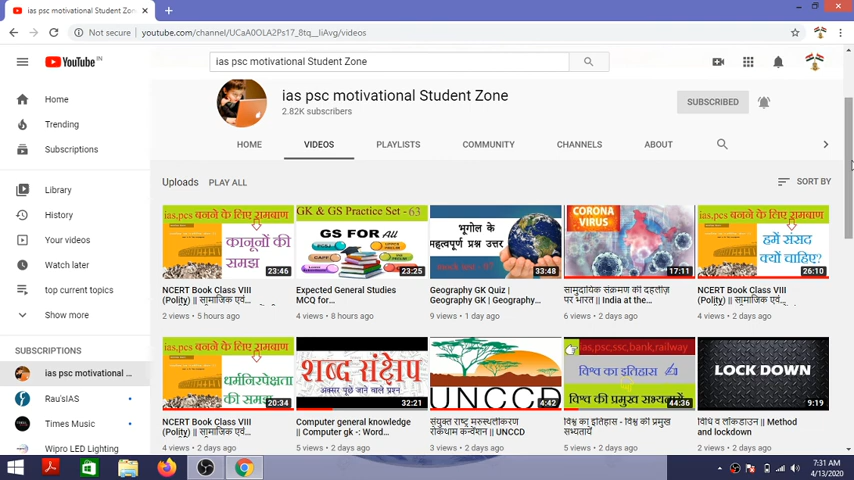 ias psc motivational Student Zon
Not secure
youtube.com/channel/UCaA0OLA2Ps17_8tq__liAvg/videos
YouTube IN
ias psc motivational Student Zone
Home
Trending
Subscriptions
Library
History
Your videos
Watch later
top current topics
Show more
SUBSCRIPTIONS
ias psc motivational ...
Rau'sIAS
Times Music
Wipro LED Lighting
ias psc motivational Student Zone
2.82K subscribers
SUBSCRIBED
HOME
VIDEOS
PLAYLISTS
COMMUNITY
CHANNELS
ABOUT
Uploads
PLAY ALL
SORT BY
ias,pcs बनने के लिए रामबाण
कानूनों की
समझ
23:46
NCERT Book Class VIII
(Polity) || सामाजिक एवं...
2 views • 5 hours ago
GK & GS Practice Set - 63
GS FOR All
23:25
Expected General Studies
MCQ for...
4 views • 8 hours ago
भूगोल के
महत्वपूर्ण प्रश्न उत्तर
33:48
Geography GK Quiz |
Geography GK | Geography...
9 views • 1 day ago
CORONA
VIRUS
17:11
सामुदायिक संक्रमण की दहलीज़
पर भारत || India at the...
3 views • 2 days ago
ias,pcs बनने के लिए रामबाण
हमें संसद
क्यों चाहिए?
26:10
NCERT Book Class VIII
(Polity) || सामाजिक एवं...
2 views • 2 days ago
ias,pcs बनने के लिए रामबाण
धर्मनिरपेक्षता
की समझ
20:34
NCERT Book Class VIII
(Polity) || सामाजिक एवं...
4 views • 2 days ago
शब्द संक्षेप
अक्सर पूछे जाने वाला प्रश्न
32:21
Computer general knowledge
|| Computer gk -: Word...
2 views • 2 days ago
UNCCD
4:42
संयुक्त राष्ट्र मरुस्थलीकरण
रोकथाम कन्वेंशन || UNCCD
2 views • 2 days ago
ias,psc,ssc,bank,railway
विश्व का इतिहास
विश्व की प्रमुख सभ्यताएं
44:36
विश्व का इतिहास - विश्व की प्रमुख
सभ्यतायें
5 views • 2 days ago
LOCK DOWN
9:19
विधि व लॉकडाउन || Method
and lockdown
2 views • 2 days ago
7:31 AM
4/13/2020